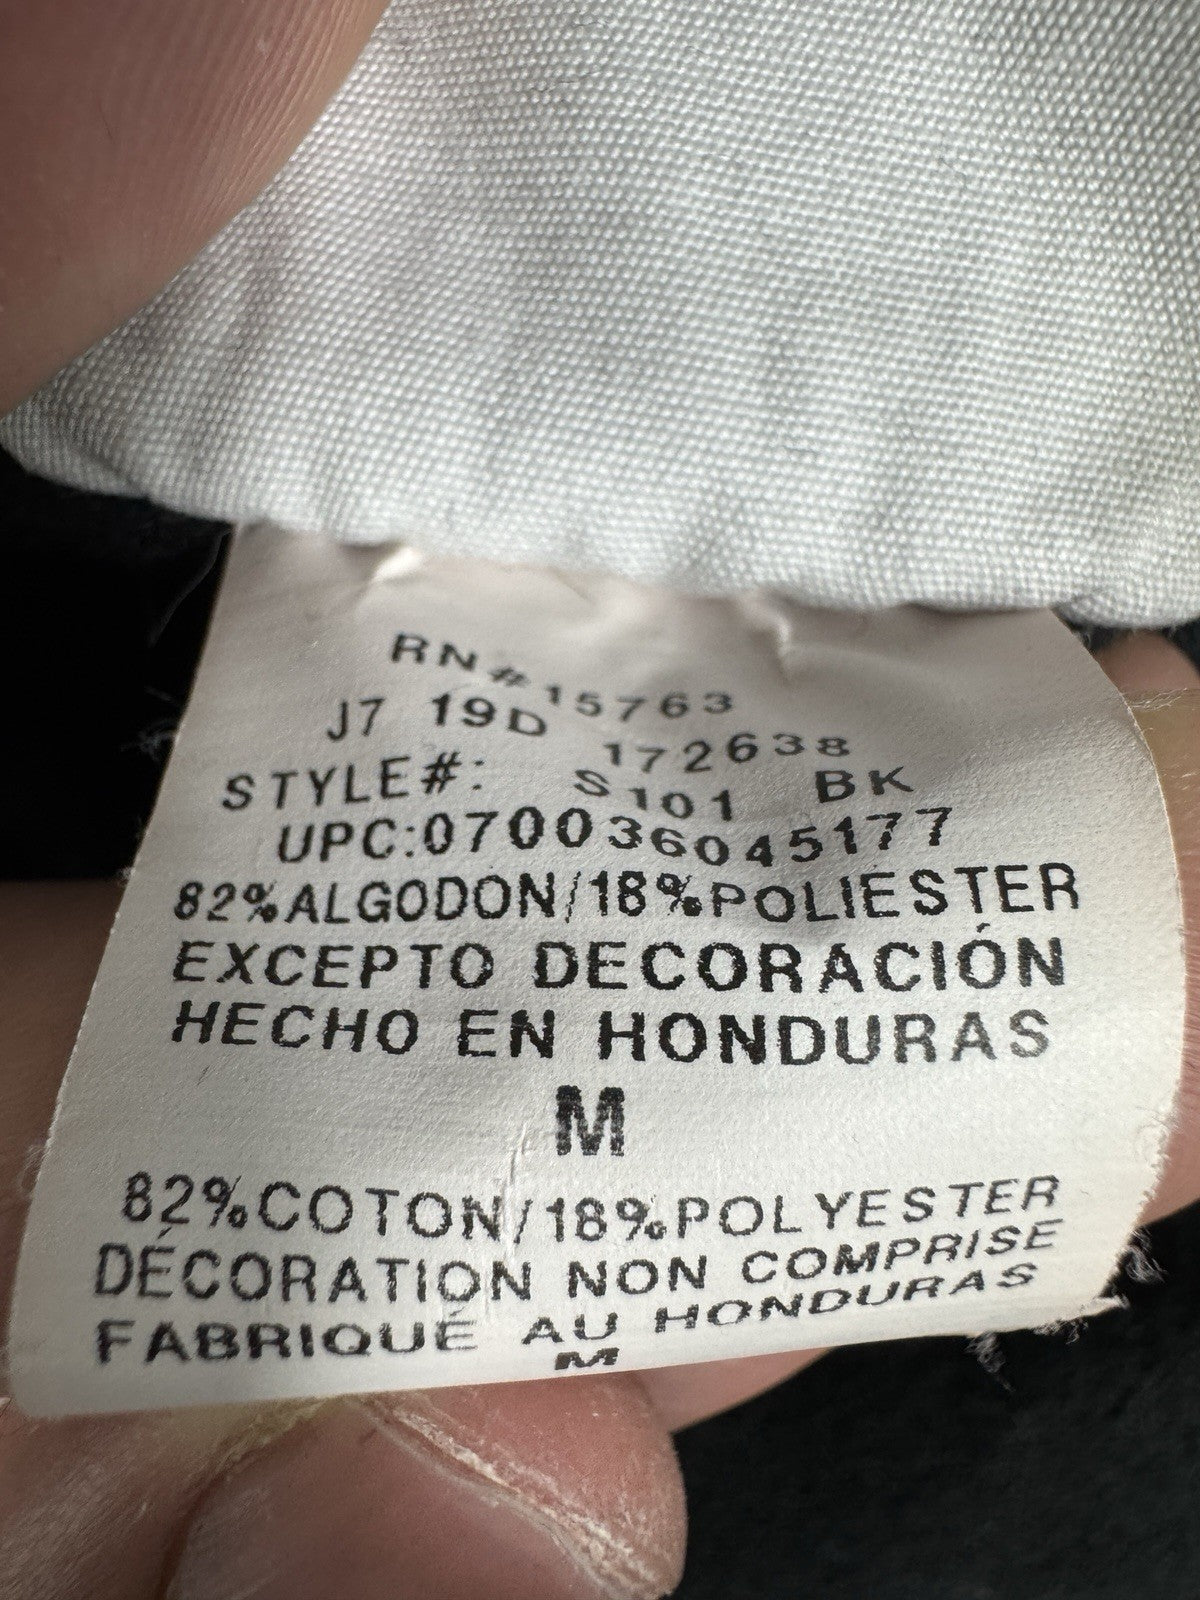 RN#15763
J7 19D 172638
STYLE#: S101 BK
UPC:070036045177
82%ALGODON/18%POLIESTER
EXCEPTO DECORACIÓN
HECHO EN HONDURAS
M
82%COTON/18%POLYESTER
DÉCORATION NON COMPRISE
FABRIQUÉ AU HONDURAS
M